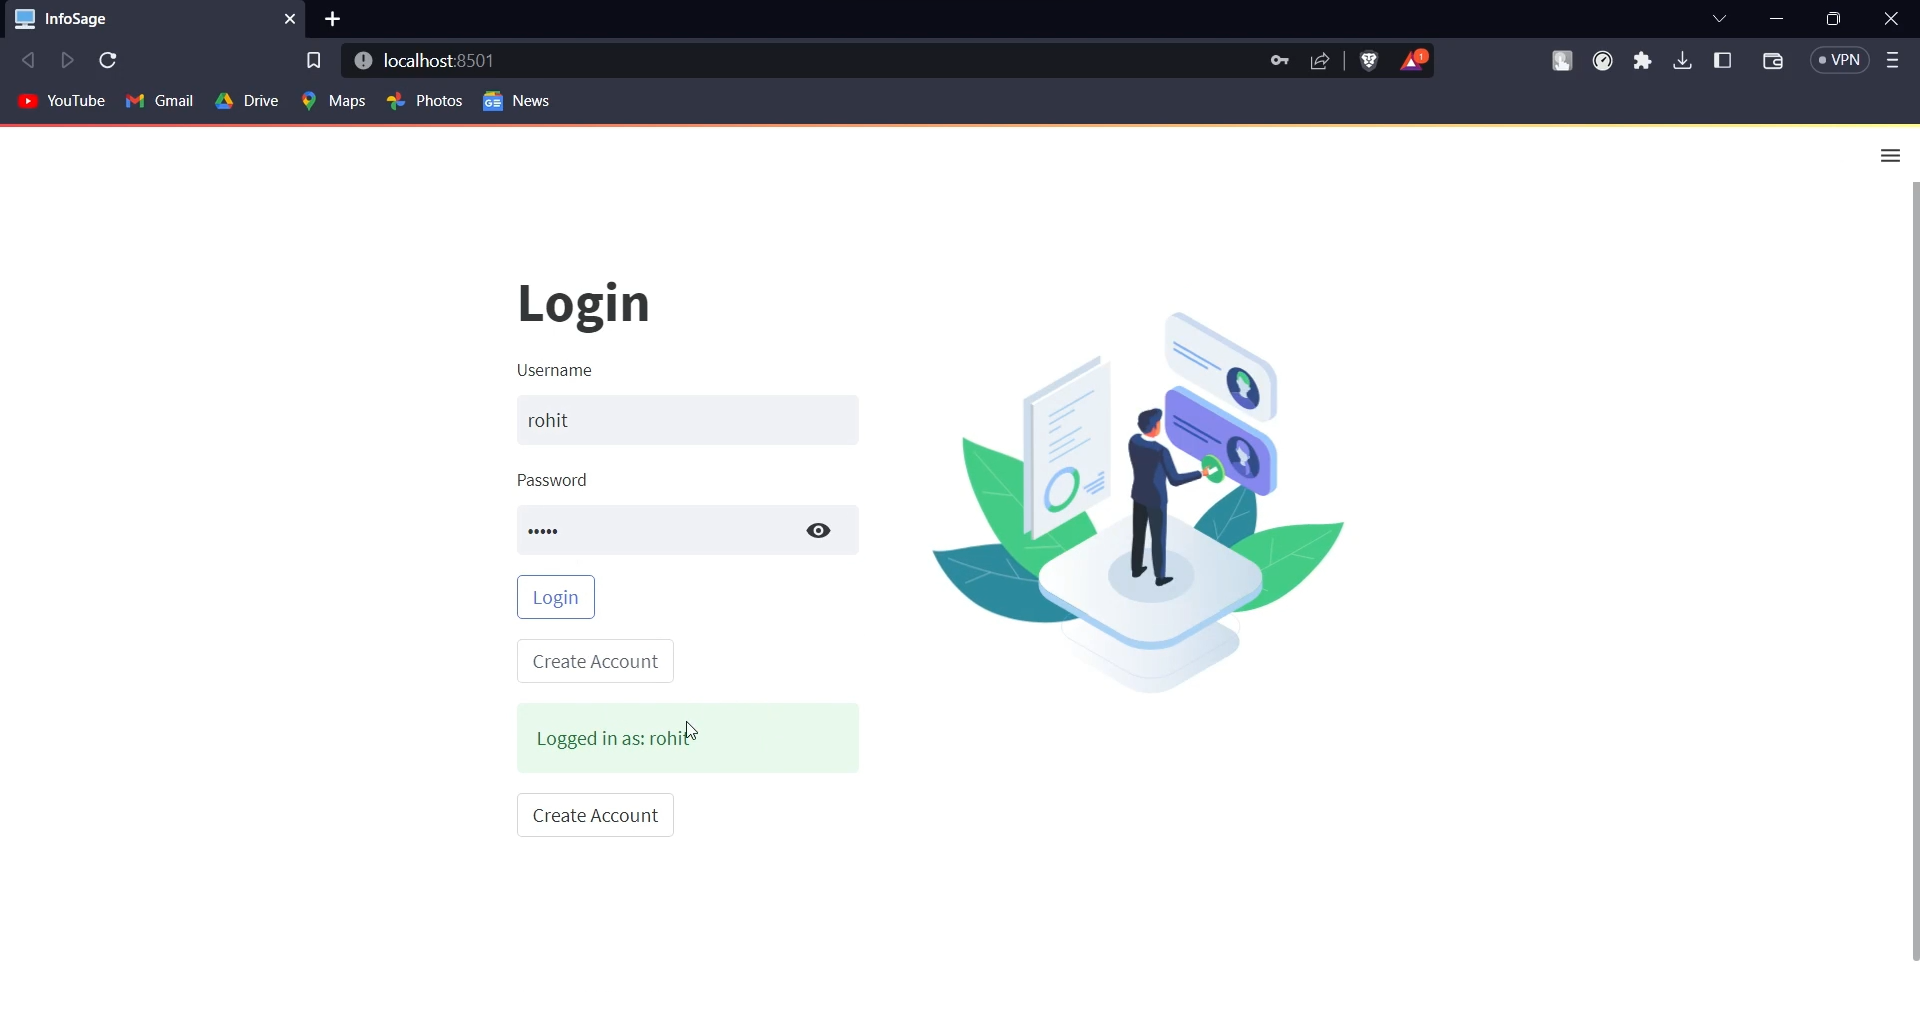 InfoSage
localhost:8501
1
VPN
YouTube Gmail Drive Maps Photos News
Login
Username
rohit
Password
•••••
Login
Create Account
Logged in as: rohit
Create Account